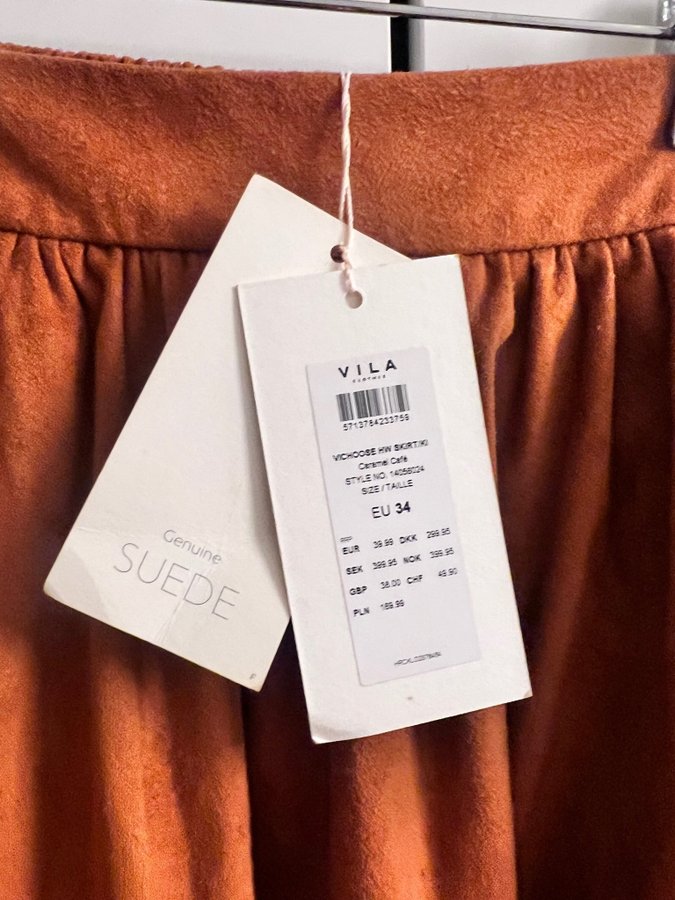 Genuine
SUEDE
VILA
CLOTHES
5713784233759
VICHOOSE HW SKIRT/KI
Caramel Café
STYLE NO. 14056024
SIZE / TAILLE
EU 34
RRP
EUR 39.99 DKK 299.95
SEK 399.95 NOK 399.95
GBP 36.00 CHF 49.90
PLN 169.99